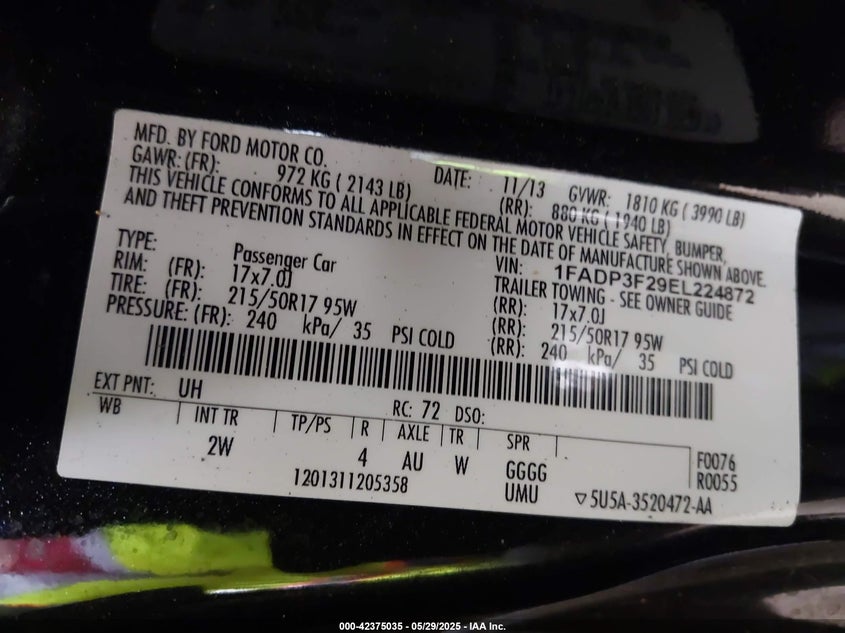 MFD. BY FORD MOTOR CO. DATE: 11/13 GVWR: 1810 KG ( 3990 LB)
GAWR: (FR): 972 KG ( 2143 LB) (RR): 880 KG ( 1940 LB)
THIS VEHICLE CONFORMS TO ALL APPLICABLE FEDERAL MOTOR VEHICLE SAFETY, BUMPER,
AND THEFT PREVENTION STANDARDS IN EFFECT ON THE DATE OF MANUFACTURE SHOWN ABOVE.
VIN: 1FADP3F29EL224872
TYPE: Passenger Car TRAILER TOWING - SEE OWNER GUIDE
RIM: (FR): 17x7.0J (RR): 17x7.0J
TIRE: (FR): 215/50R17 95W (RR): 215/50R17 95W
PRESSURE: (FR): 240 kPa/ 35 PSI COLD (RR): 240 kPa/ 35 PSI COLD
EXT PNT: UH RC: 72 DSO:
WB INT TR TP/PS R AXLE TR SPR
2W 4 AU W GGGG F0076
UMU R0055
1201311205358 ▽5U5A-3520472-AA
000-42375035 - 05/29/2025 - IAA Inc.